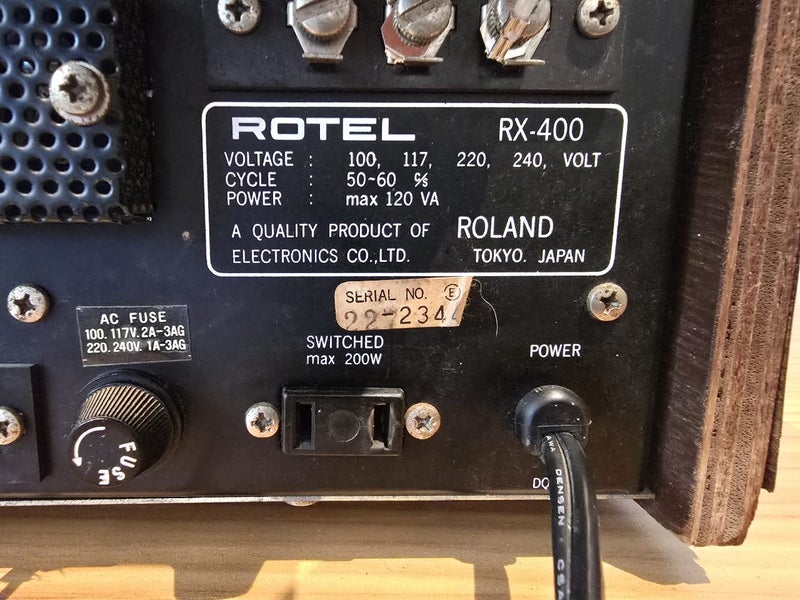 ROTEL RX-400
VOLTAGE : 100, 117, 220, 240, VOLT
CYCLE : 50~60 c/s
POWER : max 120 VA
A QUALITY PRODUCT OF ROLAND
ELECTRONICS CO.,LTD. TOKYO. JAPAN
SERIAL NO. E
22-234
AC FUSE
100. 117V. 2A-3AG
220. 240V. 1A-3AG
SWITCHED
max 200W
POWER
FUSE
DENSEN